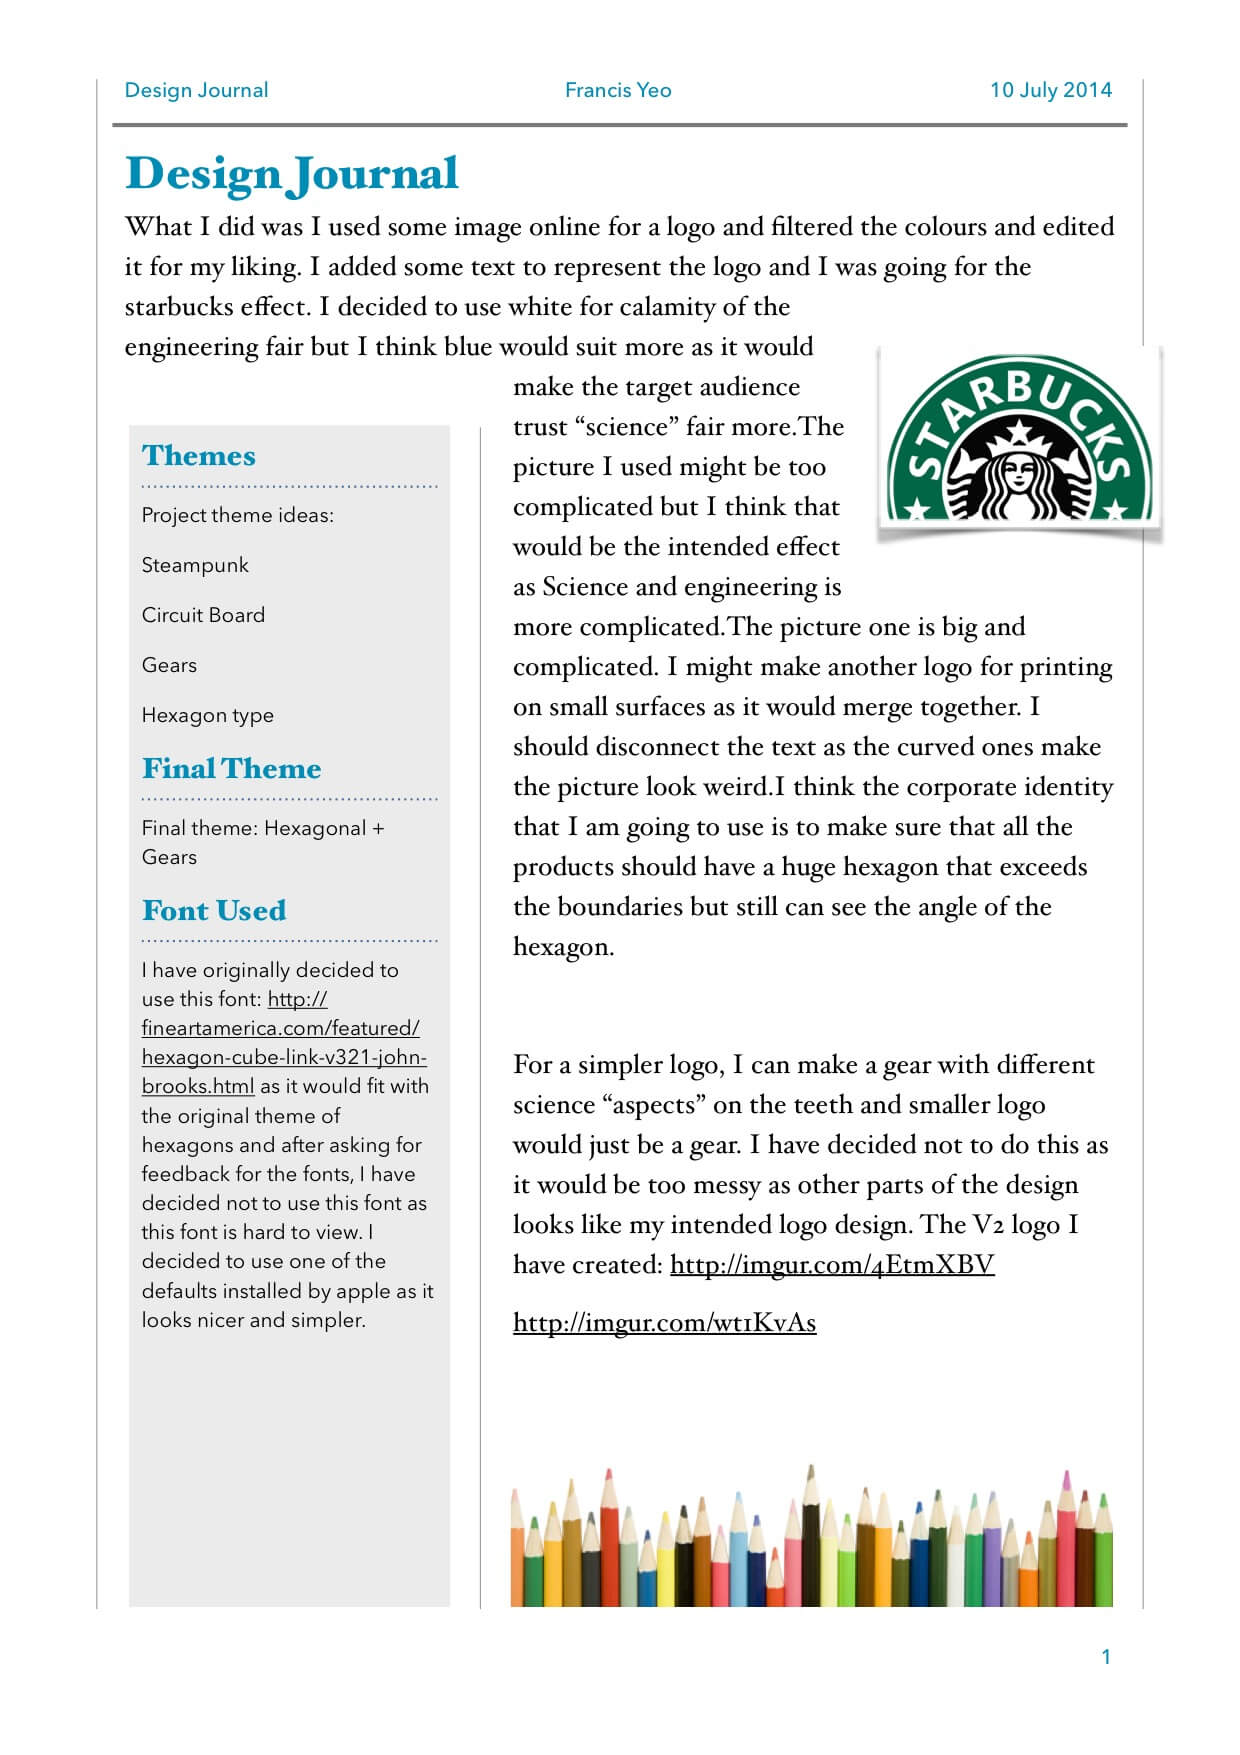 Design Journal
Francis Yeo
10 July 2014
Design Journal
What I did was I used some image online for a logo and filtered the colours and edited
it for my liking. I added some text to represent the logo and I was going for the
starbucks effect. I decided to use white for calamity of the
engineering fair but I think blue would suit more as it would
make the target audience
trust “science” fair more.The
picture I used might be too
complicated but I think that
would be the intended effect
as Science and engineering is
more complicated.The picture one is big and
complicated. I might make another logo for printing
on small surfaces as it would merge together. I
should disconnect the text as the curved ones make
the picture look weird.I think the corporate identity
that I am going to use is to make sure that all the
products should have a huge hexagon that exceeds
the boundaries but still can see the angle of the
hexagon.
For a simpler logo, I can make a gear with different
science “aspects” on the teeth and smaller logo
would just be a gear. I have decided not to do this as
it would be too messy as other parts of the design
looks like my intended logo design. The V2 logo I
have created: http://imgur.com/4EtmXBV
http://imgur.com/wt1KvAs
STARBUCKS
Themes
Project theme ideas:
Steampunk
Circuit Board
Gears
Hexagon type
Final Theme
Final theme: Hexagonal +
Gears
Font Used
I have originally decided to
use this font: http://
fineartamerica.com/featured/
hexagon-cube-link-v321-john-
brooks.html as it would fit with
the original theme of
hexagons and after asking for
feedback for the fonts, I have
decided not to use this font as
this font is hard to view. I
decided to use one of the
defaults installed by apple as it
looks nicer and simpler.
1